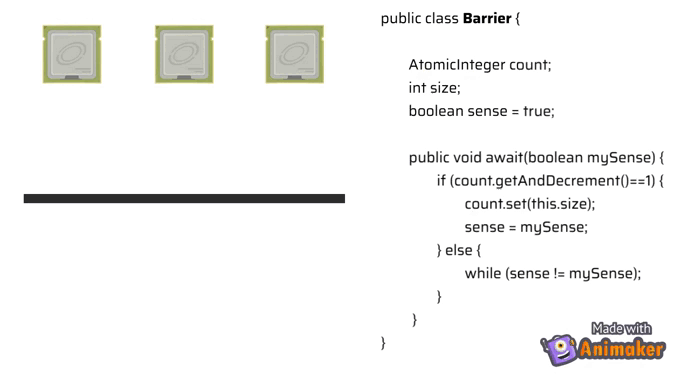 public class Barrier {
AtomicInteger count;
int size;
boolean sense = true;
public void await(boolean mySense) {
if (count.getAndDecrement()==1) {
count.set(this.size);
sense = mySense;
} else {
while (sense != mySense);
}
}
}
Made with
Animaker